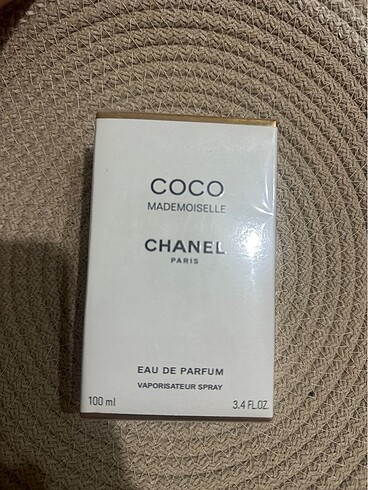 COCO
MADEMOISELLE
CHANEL
PARIS
EAU DE PARFUM
VAPORISATEUR SPRAY
100 ml 3.4 FL.OZ.